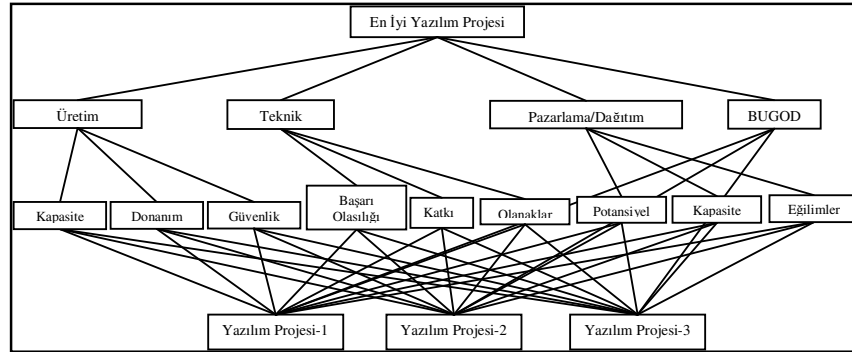 En İyi Yazılım Projesi
Üretim
Teknik
Pazarlama/Dağıtım
BUGOD
Kapasite
Donanım
Güvenlik
Başarı
Olasılığı
Katkı
Olanaklar
Potansiyel
Kapasite
Eğilimler
Yazılım Projesi-1
Yazılım Projesi-2
Yazılım Projesi-3